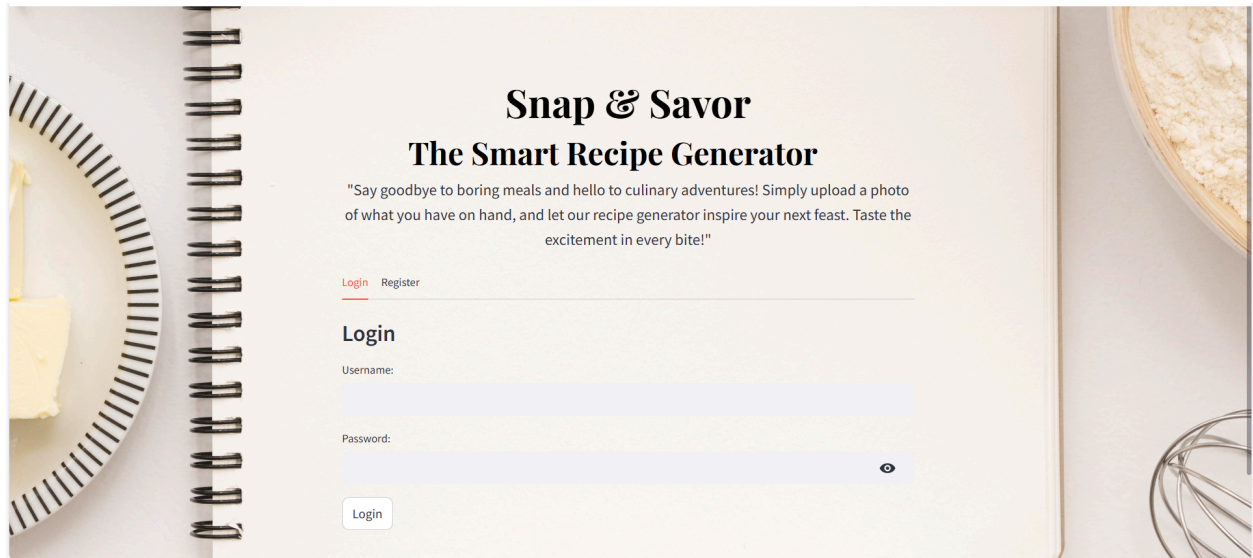 Snap & Savor
The Smart Recipe Generator
"Say goodbye to boring meals and hello to culinary adventures! Simply upload a photo
of what you have on hand, and let our recipe generator inspire your next feast. Taste the
excitement in every bite!"
Login Register
Login
Username:
Password:
Login